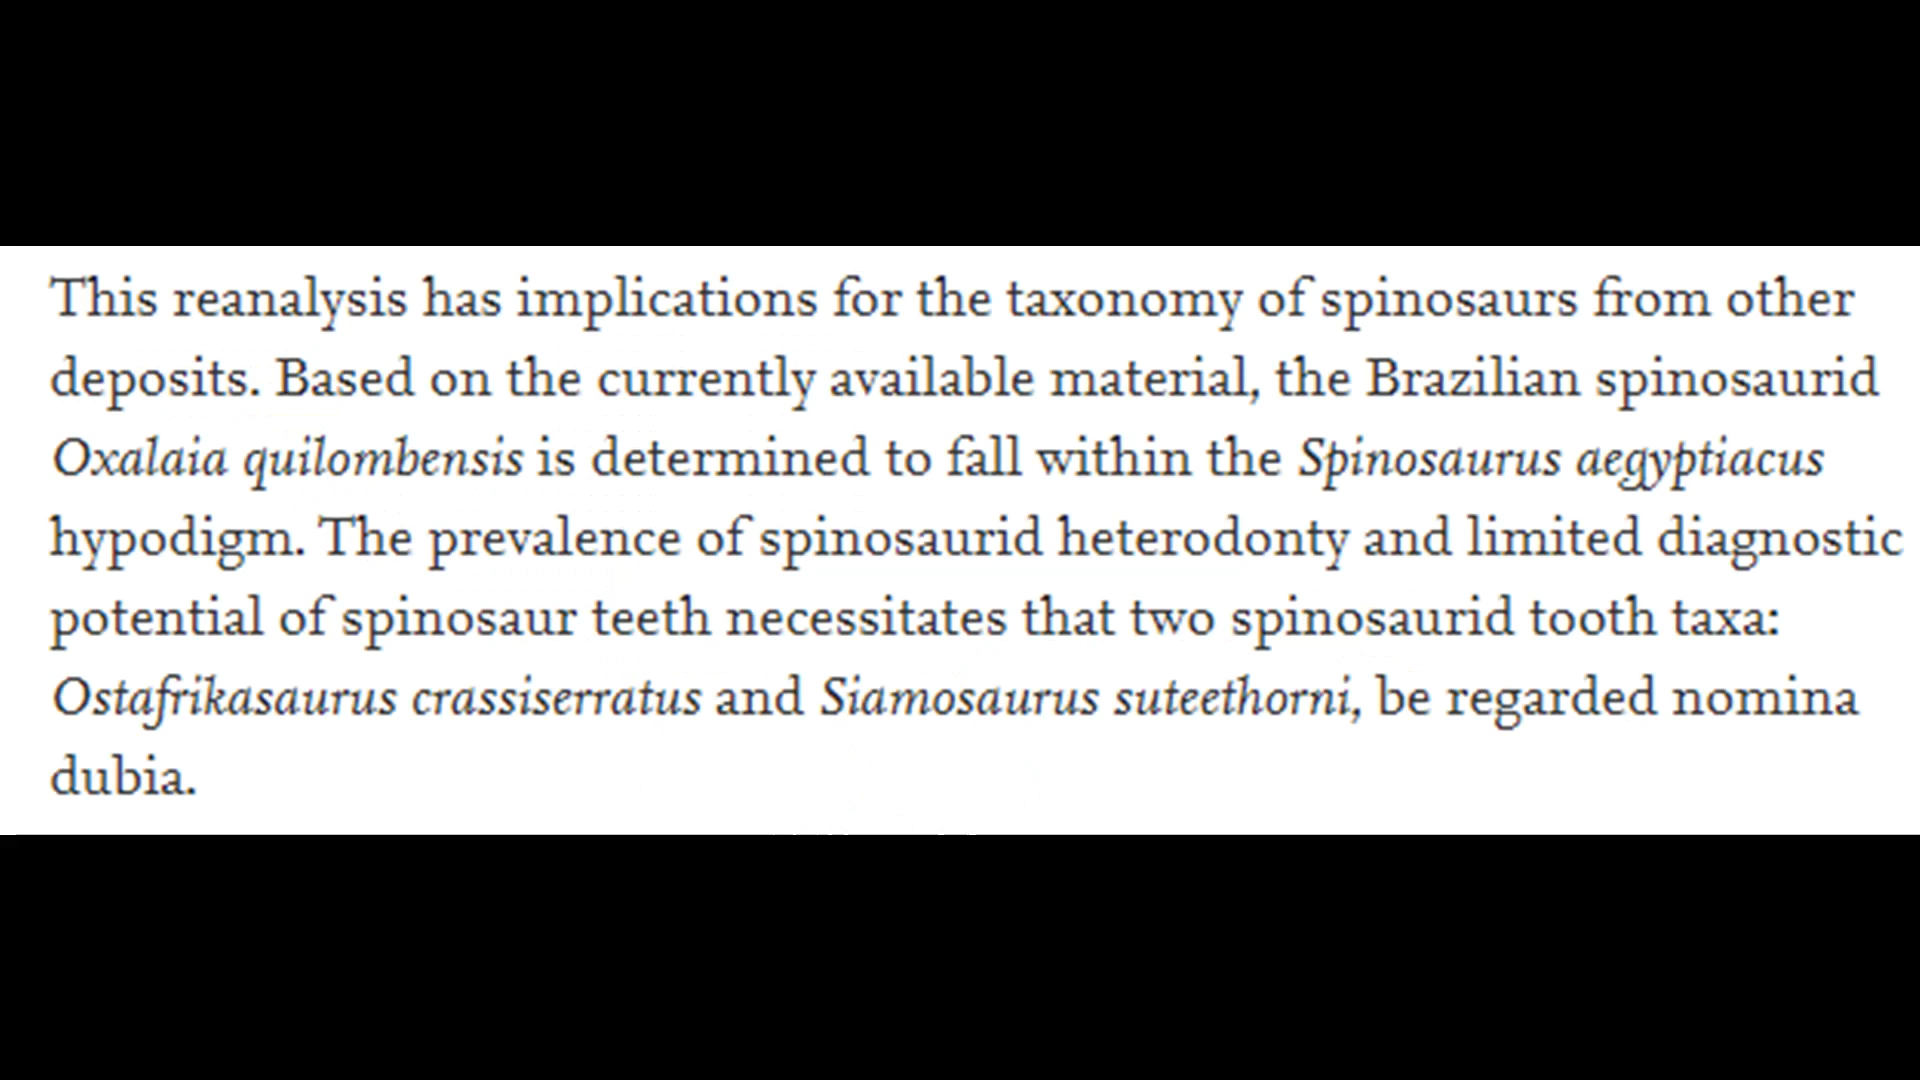 This reanalysis has implications for the taxonomy of spinosaurs from other
deposits. Based on the currently available material, the Brazilian spinosaurid
Oxalaia quilombensis is determined to fall within the Spinosaurus aegyptiacus
hypodigm. The prevalence of spinosaurid heterodonty and limited diagnostic
potential of spinosaur teeth necessitates that two spinosaurid tooth taxa:
Ostafrikasaurus crassiserratus and Siamosaurus suteethorni, be regarded nomina
dubia.